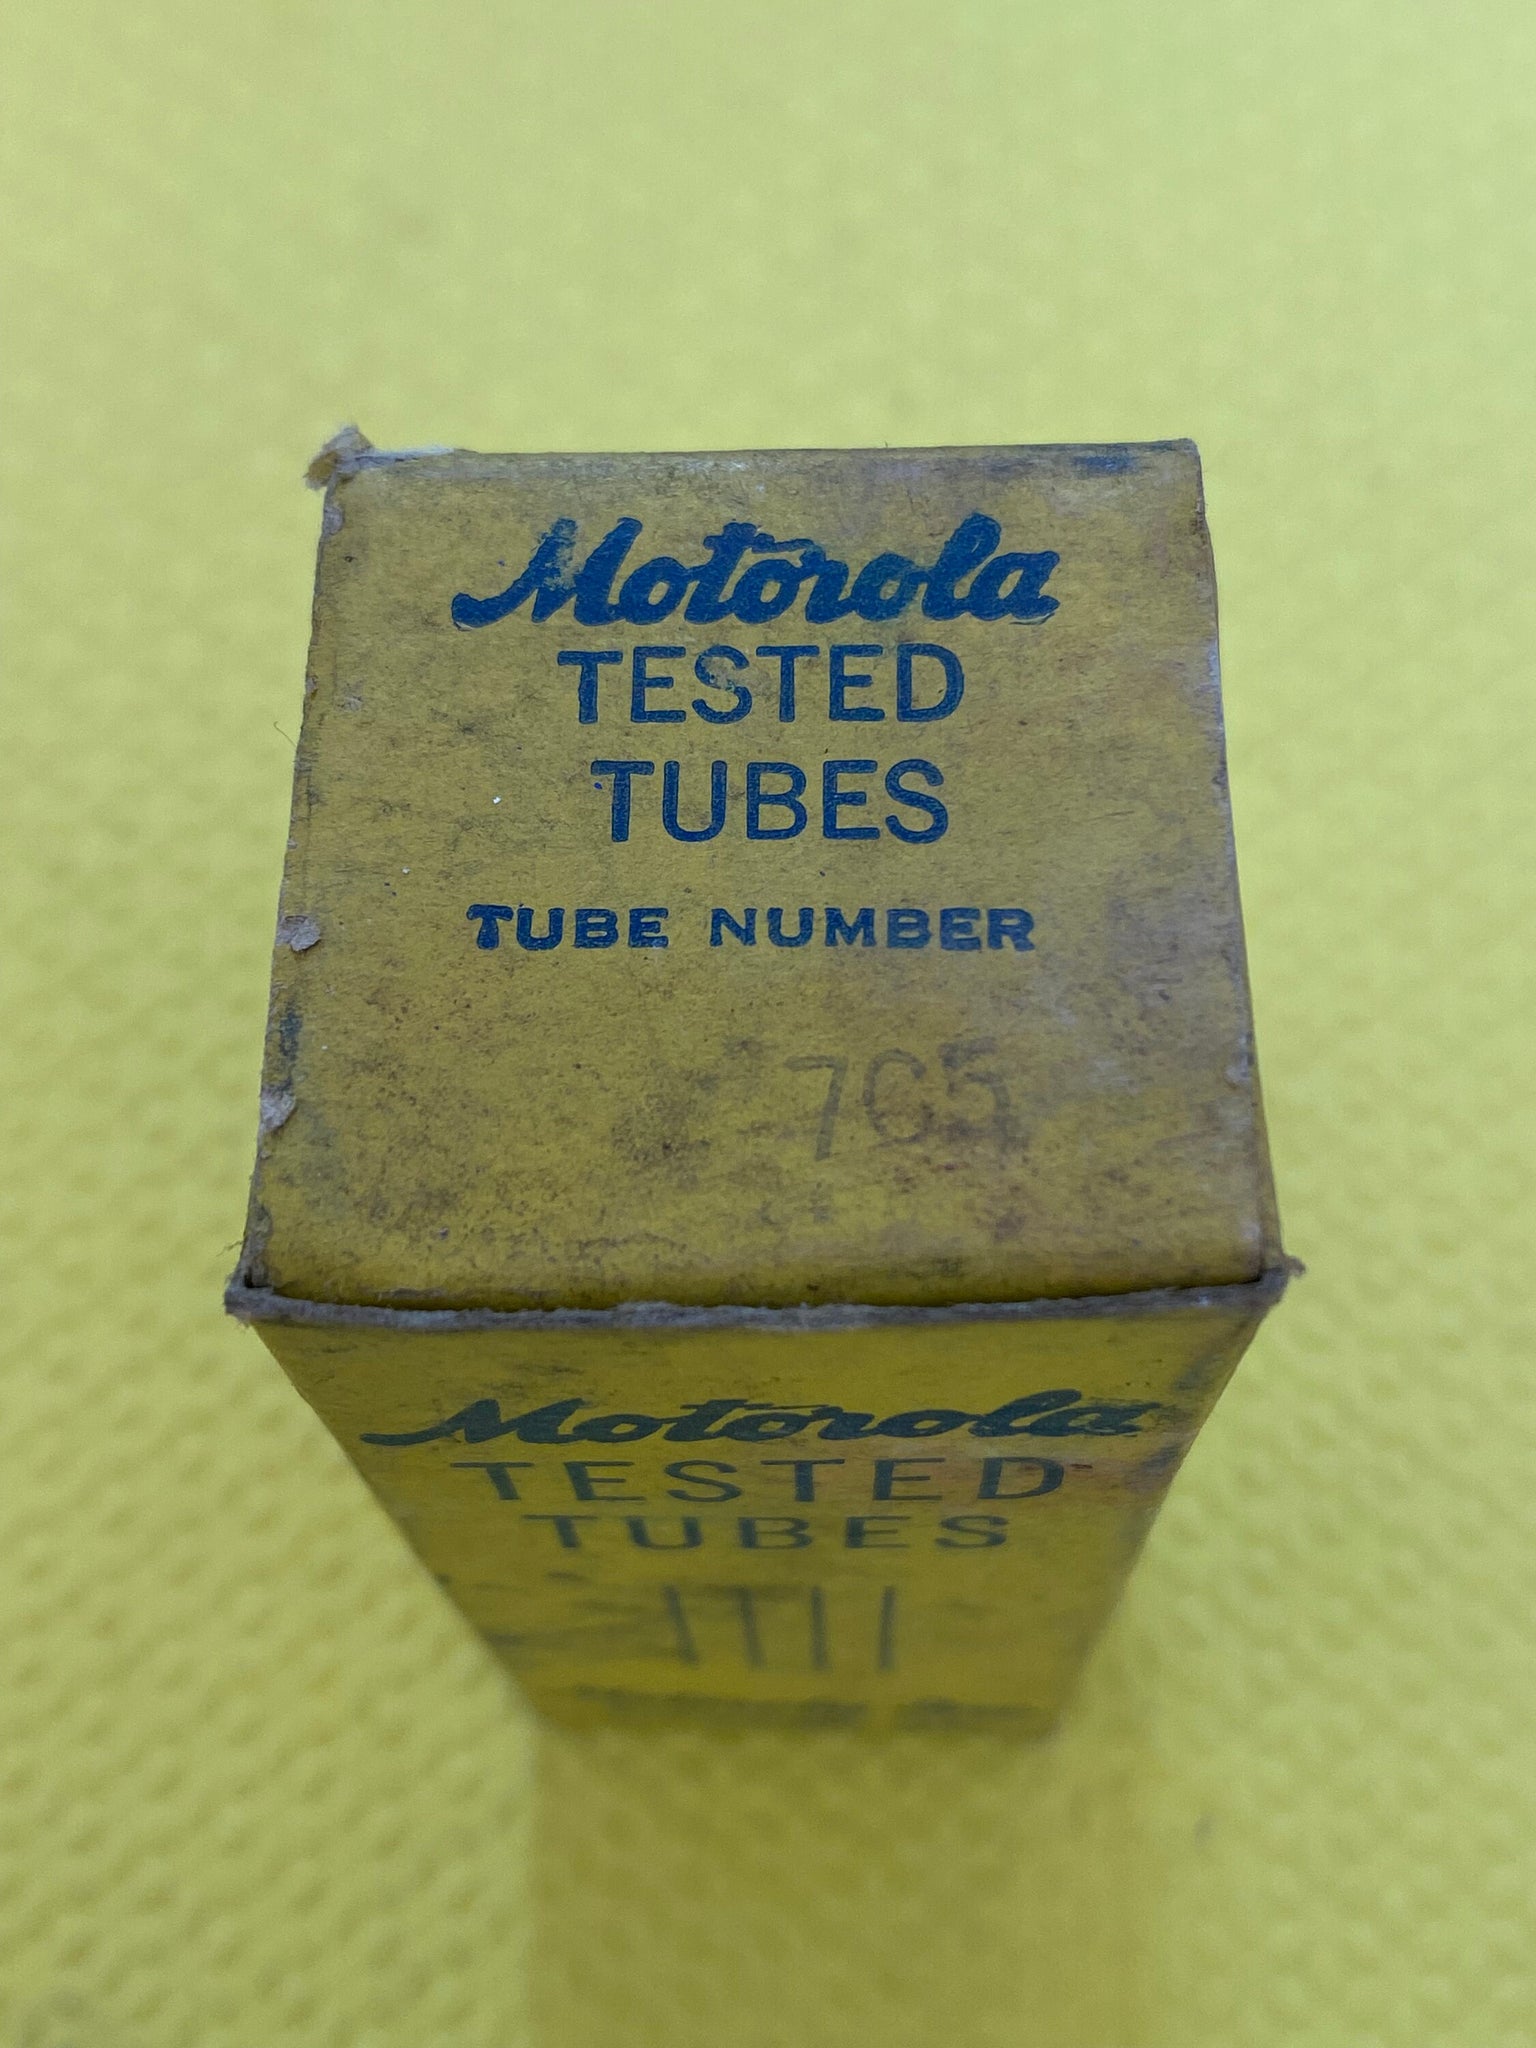 Motorola
TESTED
TUBES
TUBE NUMBER
7C5
Motorola
TESTED
TUBES